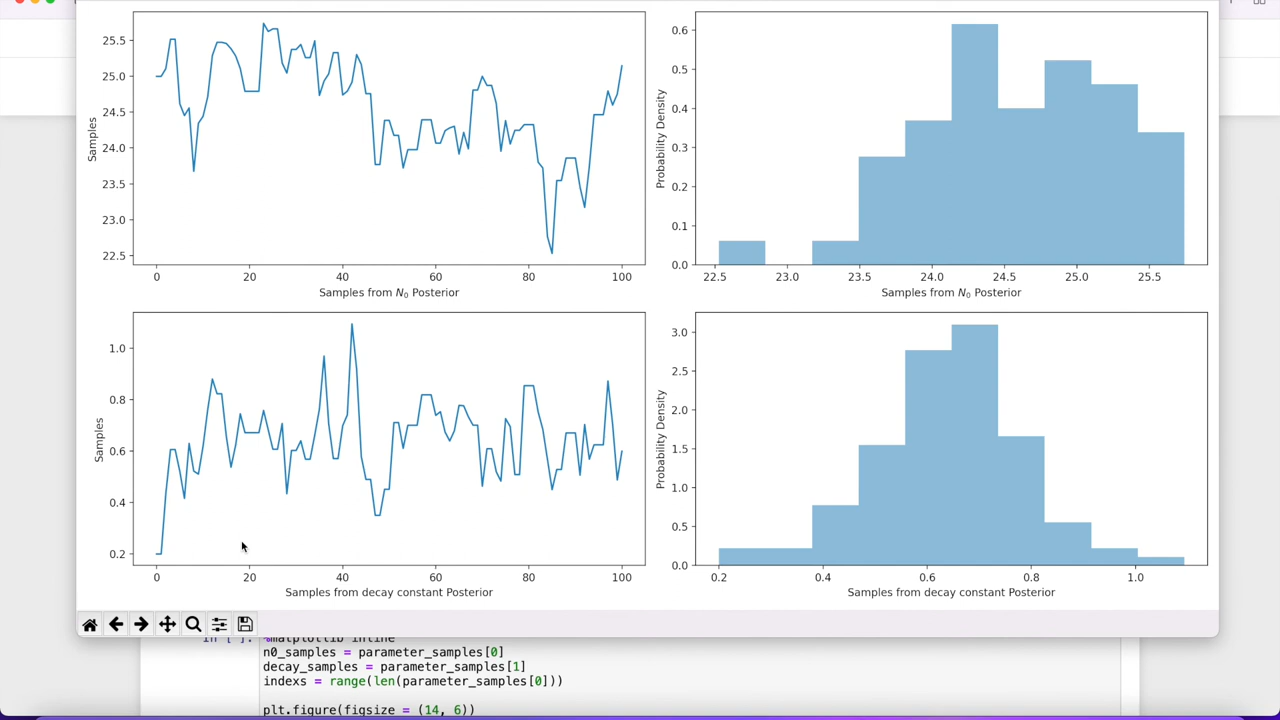 25.5
25.0
24.5
24.0
23.5
23.0
22.5
Samples
0 20 40 60 80 100
Samples from N0 Posterior
0.6
0.5
0.4
0.3
0.2
0.1
0.0
Probability Density
22.5 23.0 23.5 24.0 24.5 25.0 25.5
Samples from N0 Posterior
1.0
0.8
0.6
0.4
0.2
Samples
0 20 40 60 80 100
Samples from decay constant Posterior
3.0
2.5
2.0
1.5
1.0
0.5
0.0
Probability Density
0.2 0.4 0.6 0.8 1.0
Samples from decay constant Posterior
In [ ]: %matplotlib inline
n0_samples = parameter_samples[0]
decay_samples = parameter_samples[1]
indexs = range(len(parameter_samples[0]))
plt.figure(figsize = (14, 6))